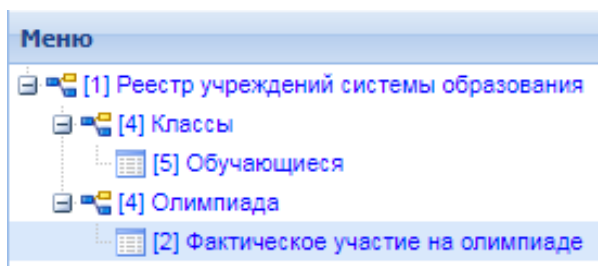 Меню
[1] Реестр учреждений системы образования
[4] Классы
[5] Обучающиеся
[4] Олимпиада
[2] Фактическое участие на олимпиаде